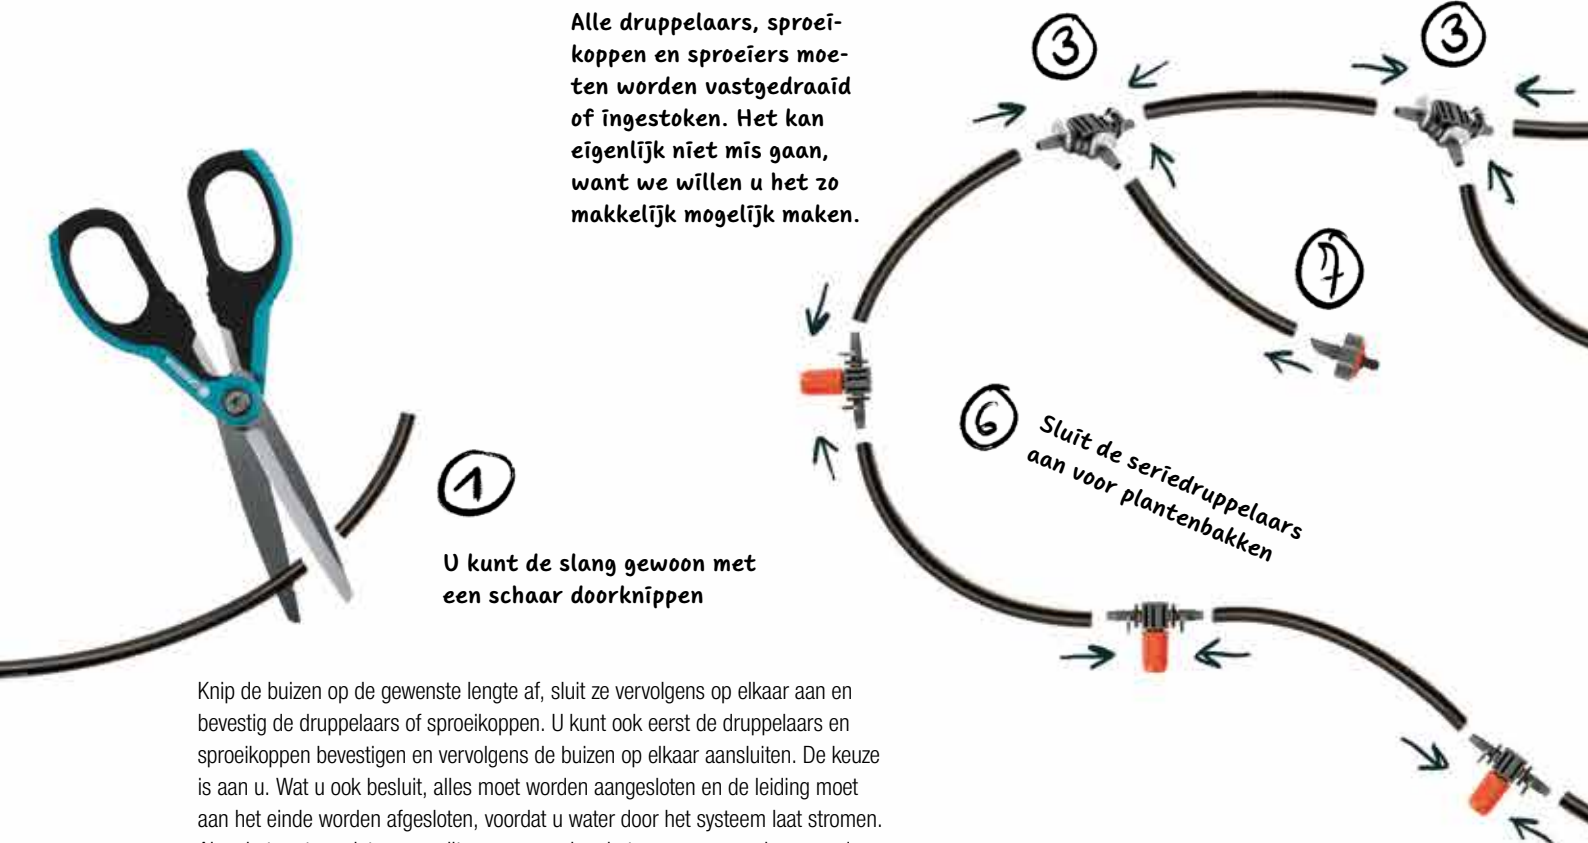 Alle druppelaars, sproei-
koppen en sproeiers moe-
ten worden vastgedraaid
of ingestoken. Het kan
eigenlijk niet mis gaan,
want we willen u het zo
makkelijk mogelijk maken.
3
3
7
6
Sluit de seriedruppelaars
aan voor plantenbakken
1
U kunt de slang gewoon met
een schaar doorknippen
Knip de buizen op de gewenste lengte af, sluit ze vervolgens op elkaar aan en
bevestig de druppelaars of sproeikoppen. U kunt ook eerst de druppelaars en
sproeikoppen bevestigen en vervolgens de buizen op elkaar aansluiten. De keuze
is aan u. Wat u ook besluit, alles moet worden aangesloten en de leiding moet
aan het einde worden afgesloten, voordat u water door het systeem laat stromen.